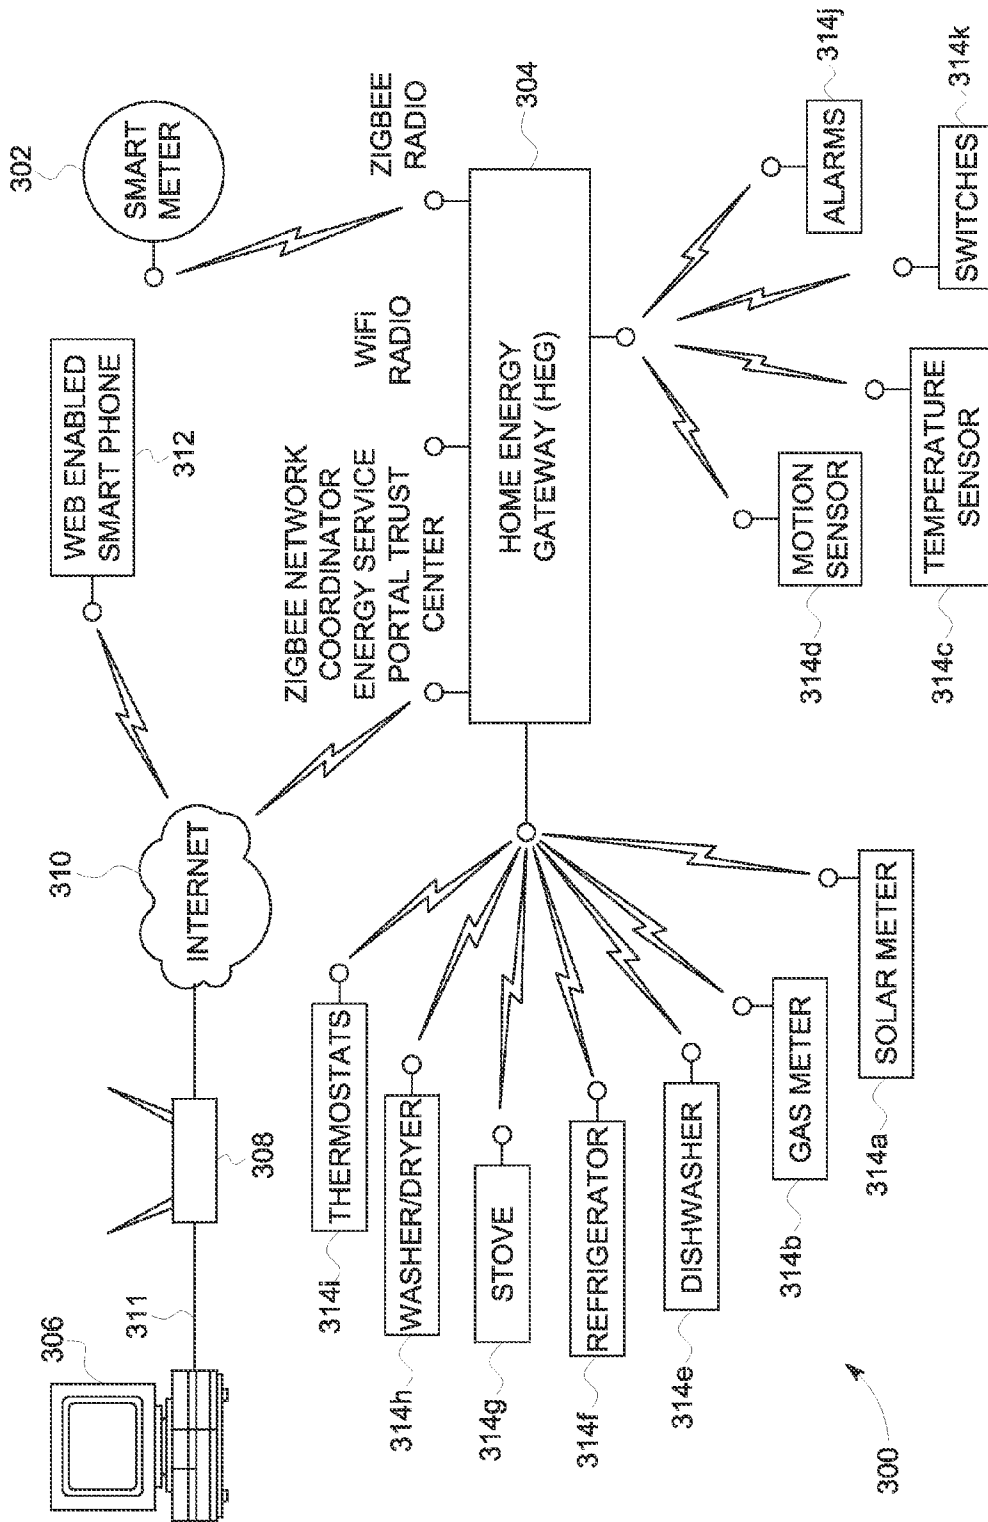 306
311
308
310
INTERNET
WEB ENABLED
SMART PHONE
312
302
SMART
METER
ZIGBEE NETWORK
COORDINATOR
ENERGY SERVICE
PORTAL TRUST
CENTER
WiFi
RADIO
ZIGBEE
RADIO
HOME ENERGY
GATEWAY (HEG)
304
THERMOSTATS
314i
WASHER/DRYER
314h
STOVE
314g
REFRIGERATOR
314f
DISHWASHER
314e
GAS METER
314b
SOLAR METER
314a
MOTION
SENSOR
314d
TEMPERATURE
SENSOR
314c
ALARMS
314j
SWITCHES
314k
300